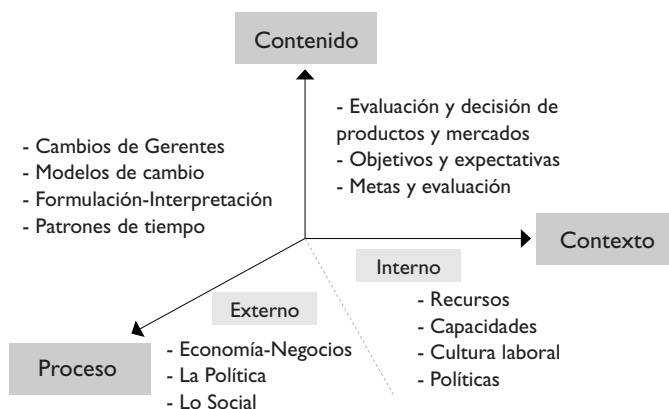 Contenido
- Evaluación y decisión de
productos y mercados
- Objetivos y expectativas
- Metas y evaluación
- Cambios de Gerentes
- Modelos de cambio
- Formulación-Interpretación
- Patrones de tiempo
Contexto
Interno
- Recursos
- Capacidades
- Cultura laboral
- Políticas
Externo
- Economía-Negocios
- La Política
- Lo Social
Proceso